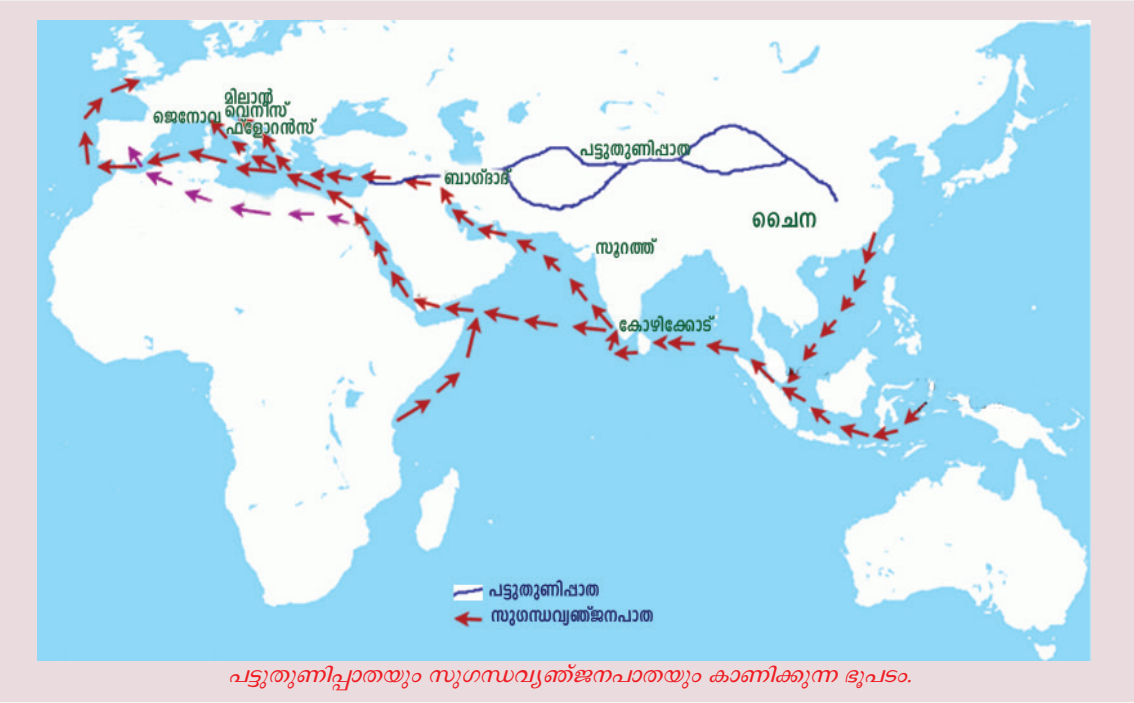 മിലാൻ
വെനീസ്
ജെനോവ
ഫ്ളോറൻസ്
പട്ടുതുണിപ്പാത
ബാഗ്ദാദ്
ചൈന
സൂറത്ത്
കോഴിക്കോട്
പട്ടുതുണിപ്പാത
സുഗന്ധവ്യഞ്ജനപാത
പട്ടുതുണിപ്പാതയും സുഗന്ധവ്യഞ്ജനപാതയും കാണിക്കുന്ന ഭൂപടം.